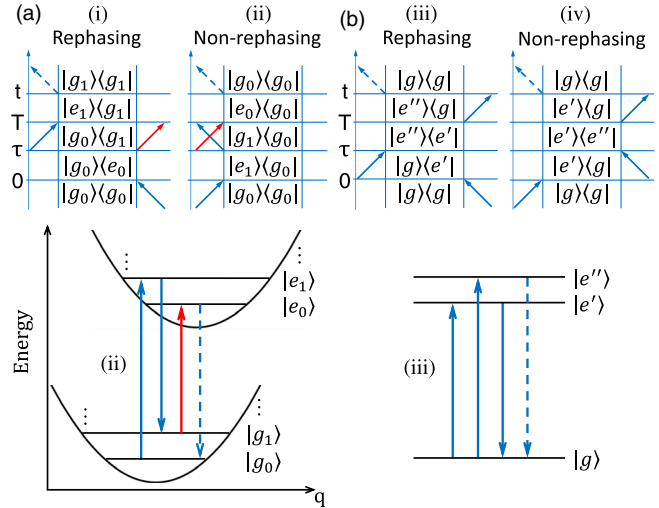 (a) (i) (ii) (b) (iii) (iv)
Rephasing Non-rephasing Rephasing Non-rephasing
t |g₁⟩⟨g₁| |g₀⟩⟨g₀| t |g⟩⟨g| |g⟩⟨g|
T |e₁⟩⟨g₁| |e₀⟩⟨g₀| T |e''⟩⟨g| |e'⟩⟨g|
τ |g₀⟩⟨g₁| |g₁⟩⟨g₀| τ |e''⟩⟨e'| |e'⟩⟨e''|
0 |g₀⟩⟨e₀| |e₁⟩⟨g₀| 0 |g⟩⟨e'| |e'⟩⟨g|
|g₀⟩⟨g₀| |g₀⟩⟨g₀| |g⟩⟨g| |g⟩⟨g|
⋮ ⋮
|e₁⟩ |e''⟩
|e₀⟩ |e'⟩
Energy
(ii) (iii)
⋮ ⋮
|g₁⟩
|g₀⟩ |g⟩
q